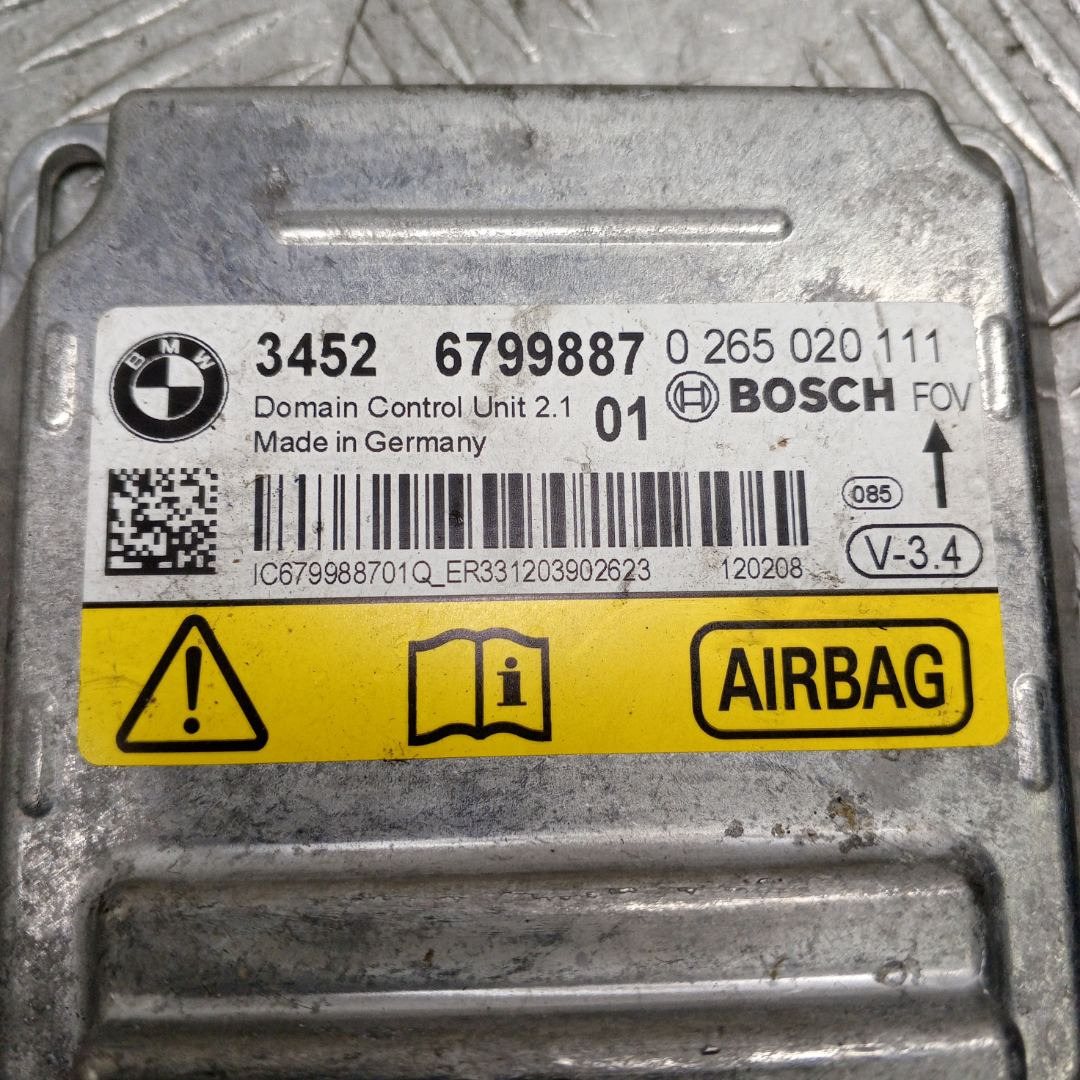 BMW
3452 6799887 0 265 020 111
Domain Control Unit 2.1 01 BOSCH FOV
Made in Germany
085
V-3.4
IC679988701Q_ER331203902623 120208
i
AIRBAG